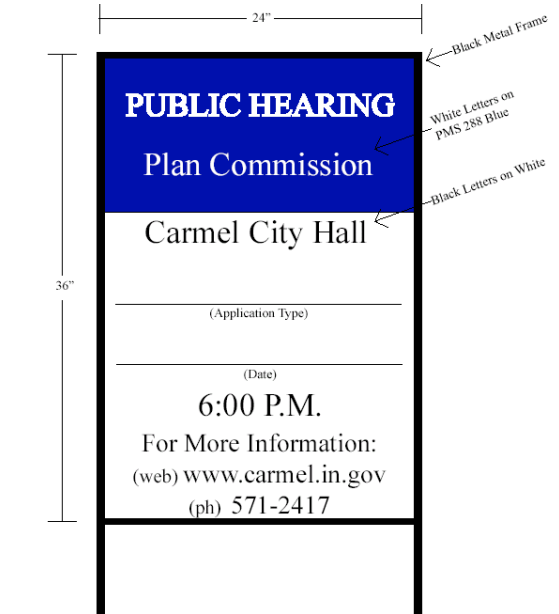 24”
Black Metal Frame
PUBLIC HEARING
White Letters on
PMS 288 Blue
Plan Commission
Black Letters on White
Carmel City Hall
36”
(Application Type)
(Date)
6:00 P.M.
For More Information:
(web) www.carmel.in.gov
(ph) 571-2417